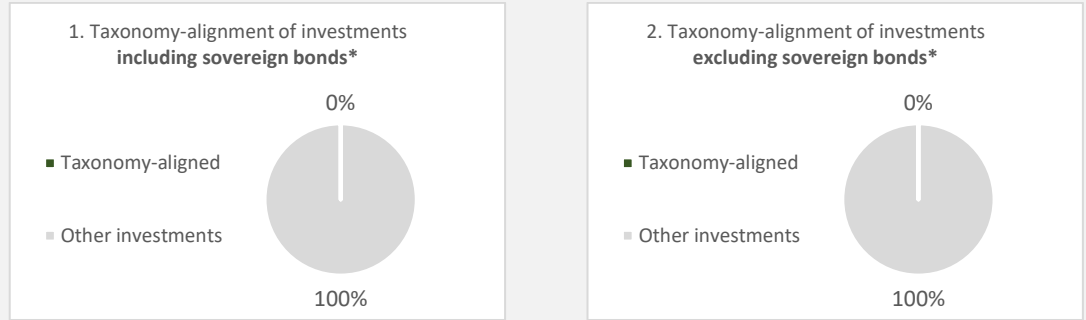 1. Taxonomy-alignment of investments
including sovereign bonds*
0%
Taxonomy-aligned
Other investments
100%
2. Taxonomy-alignment of investments
excluding sovereign bonds*
0%
Taxonomy-aligned
Other investments
100%